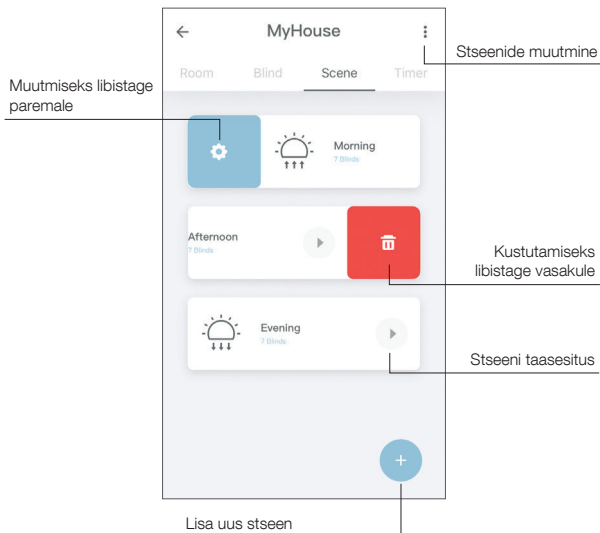 MyHouse
Stseenide muutmine
Room Blind Scene Timer
Muutmiseks libistage
paremale
Morning
7 Blinds
Afternoon
7 Blinds
Kustutamiseks
libistage vasakule
Evening
7 Blinds
Stseeni taasesitus
+
Lisa uus stseen